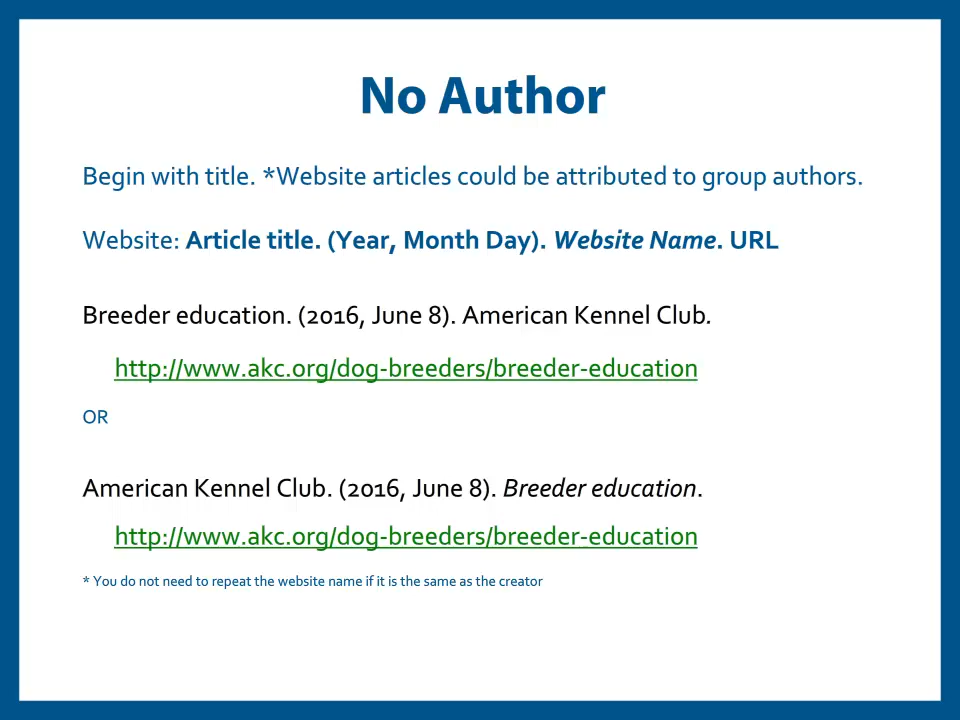 No Author
Begin with title. *Website articles could be attributed to group authors.
Website: Article title. (Year, Month Day). Website Name. URL
Breeder education. (2016, June 8). American Kennel Club.
http://www.akc.org/dog-breeders/breeder-education
OR
American Kennel Club. (2016, June 8). Breeder education.
http://www.akc.org/dog-breeders/breeder-education
* You do not need to repeat the website name if it is the same as the creator